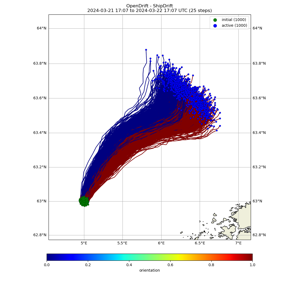 OpenDrift - ShipDrift
2024-03-21 17:07 to 2024-03-22 17:07 UTC (25 steps)
initial (1000)
active (1000)
64°N
64°N
63.8°N
63.8°N
63.6°N
63.6°N
63.4°N
63.4°N
63.2°N
63.2°N
63°N
63°N
62.8°N
62.8°N
5°E
5.5°E
6°E
6.5°E
7°E
0.0
0.2
0.4
0.6
0.8
1.0
orientation